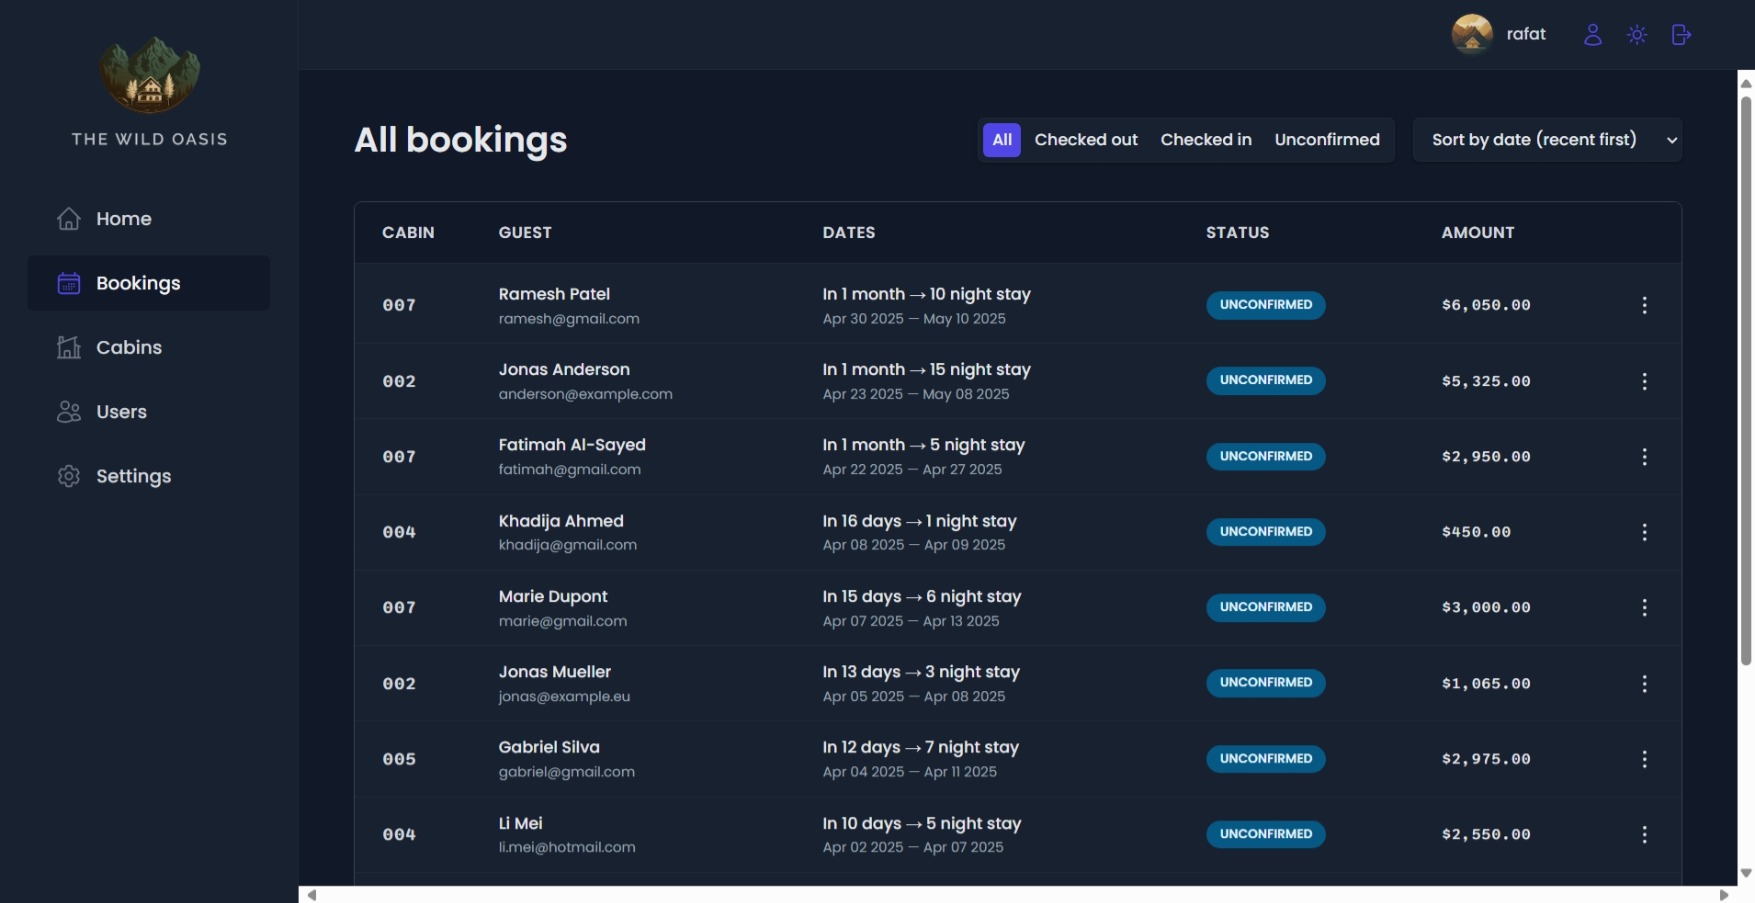 THE WILD OASIS
Home
Bookings
Cabins
Users
Settings
rafat
All bookings
All Checked out Checked in Unconfirmed
Sort by date (recent first)
CABIN GUEST DATES STATUS AMOUNT
007 Ramesh Patel In 1 month → 10 night stay UNCONFIRMED $6,050.00
ramesh@gmail.com Apr 30 2025 — May 10 2025
002 Jonas Anderson In 1 month → 15 night stay UNCONFIRMED $5,325.00
anderson@example.com Apr 23 2025 — May 08 2025
007 Fatimah Al-Sayed In 1 month → 5 night stay UNCONFIRMED $2,950.00
fatimah@gmail.com Apr 22 2025 — Apr 27 2025
004 Khadija Ahmed In 16 days → 1 night stay UNCONFIRMED $450.00
khadija@gmail.com Apr 08 2025 — Apr 09 2025
007 Marie Dupont In 15 days → 6 night stay UNCONFIRMED $3,000.00
marie@gmail.com Apr 07 2025 — Apr 13 2025
002 Jonas Mueller In 13 days → 3 night stay UNCONFIRMED $1,065.00
jonas@example.eu Apr 05 2025 — Apr 08 2025
005 Gabriel Silva In 12 days → 7 night stay UNCONFIRMED $2,975.00
gabriel@gmail.com Apr 04 2025 — Apr 11 2025
004 Li Mei In 10 days → 5 night stay UNCONFIRMED $2,550.00
li.mei@hotmail.com Apr 02 2025 — Apr 07 2025